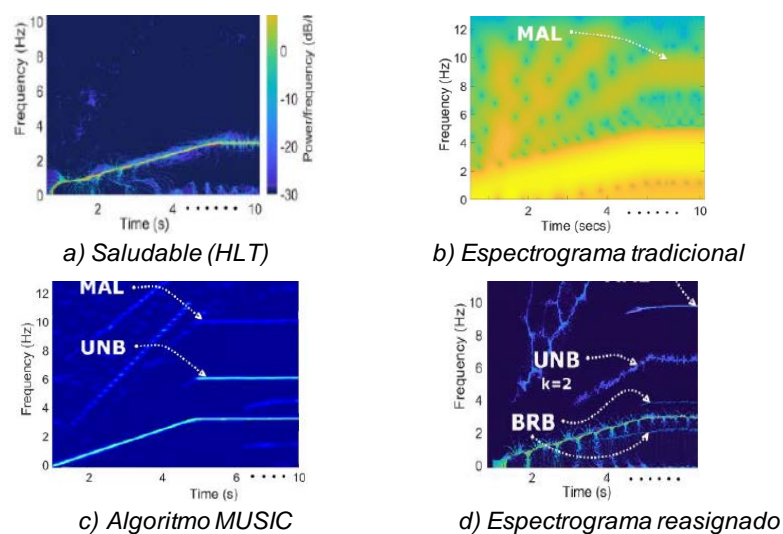 Frequency (Hz)
10
8
6
4
2
0
2
4
10
Time (s)
0
-10
-20
-30
Power/frequency (dB/
a) Saludable (HLT)
Frequency (Hz)
12
10
8
6
4
2
0
MAL
2
4
10
Time (secs)
b) Espectrograma tradicional
Frequency (Hz)
12
10
8
6
4
2
0
MAL
UNB
2
4
6
10
Time (s)
c) Algoritmo MUSIC
Frequency (Hz)
10
8
6
4
2
0
UNB
k=2
BRB
2
4
Time (s)
d) Espectrograma reasignado